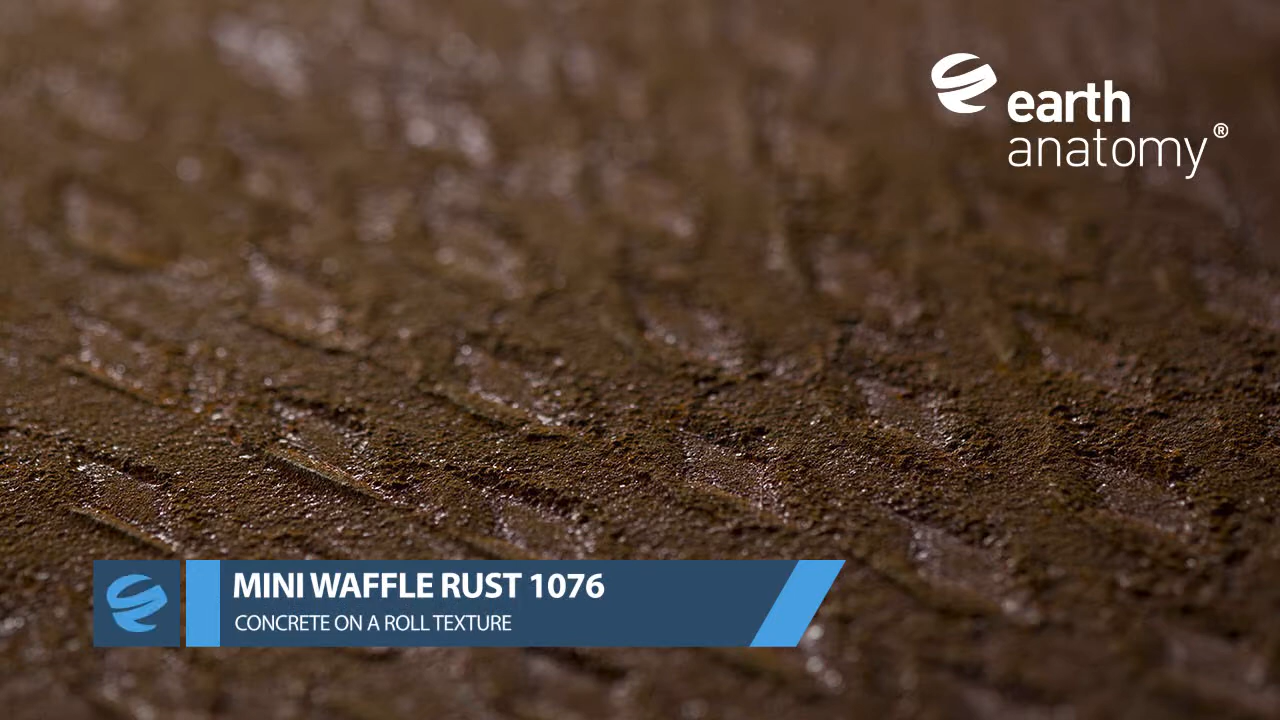 earth
anatomy®
MINI WAFFLE RUST 1076
CONCRETE ON A ROLL TEXTURE